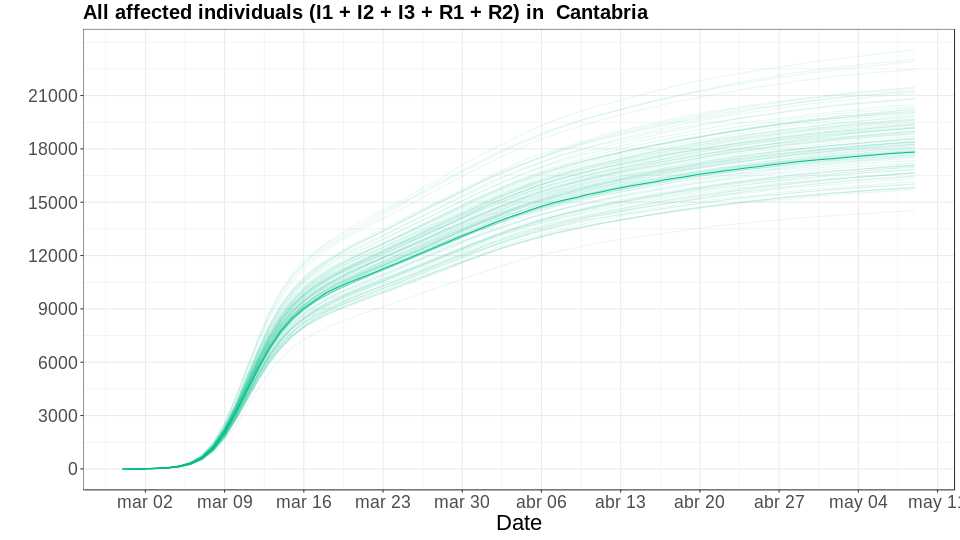 All affected individuals (I1 + I2 + I3 + R1 + R2) in  Cantabria
21000
18000
15000
12000
9000
6000
3000
0
mar 02 mar 09 mar 16 mar 23 mar 30 abr 06 abr 13 abr 20 abr 27 may 04 may 11
Date